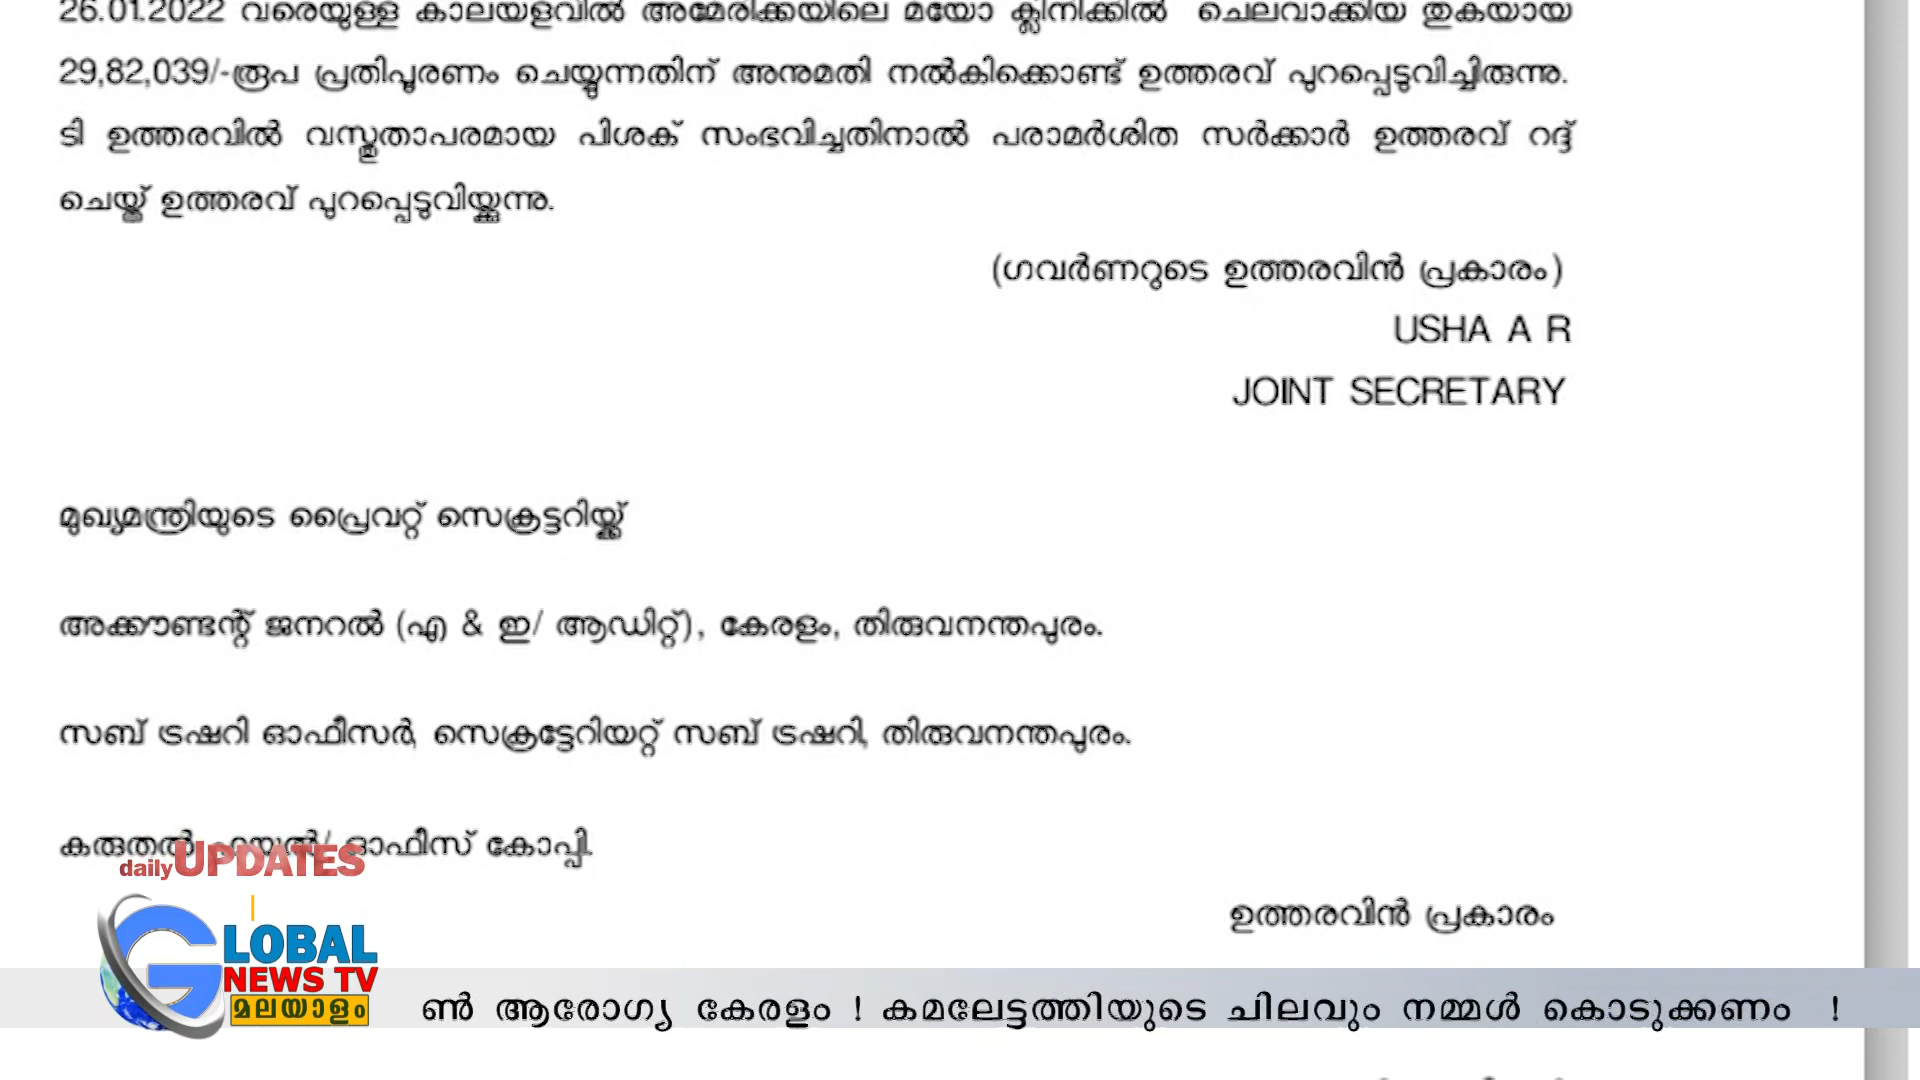 26.01.2022 വരെയുള്ള കാലയളവിൽ അമേരിക്കയിലെ മയോ ക്ലിനിക്കിൽ ചെലവാക്കിയ തുകയായ
29,82,039/-രൂപ പ്രതിപൂരണം ചെയ്യുന്നതിന് അനുമതി നൽകിക്കൊണ്ട് ഉത്തരവ് പുറപ്പെട്ടുവിച്ചിരുന്നു.
ടി ഉത്തരവിൽ വസ്തുതാപരമായ പിശക് സംഭവിച്ചതിനാൽ പരാമർശിത സർക്കാർ ഉത്തരവ് റദ്ദ്
ചെയ്ത് ഉത്തരവ് പുറപ്പെടുവിയ്ക്കുന്നു.
(ഗവർണറുടെ ഉത്തരവിൻ പ്രകാരം)
USHA A R
JOINT SECRETARY
മുഖ്യമന്ത്രിയുടെ പ്രൈവറ്റ് സെക്രട്ടറിയ്ക്ക്
അക്കൗണ്ടന്റ് ജനറൽ (എ & ഇ/ ആഡിറ്റ്), കേരളം, തിരുവനന്തപുരം.
സബ് ട്രഷറി ഓഫീസർ, സെക്രട്ടേറിയറ്റ് സബ് ട്രഷറി, തിരുവനന്തപുരം.
കരുതൽ ഫയൽ/ ഓഫീസ് കോപ്പി.
daily UPDATES
ഉത്തരവിൻ പ്രകാരം
GLOBAL
NEWS TV
മലയാളം
ൺ ആരോഗ്യ കേരളം ! കമലേട്ടത്തിയുടെ ചിലവും നമ്മൾ കൊടുക്കണം !